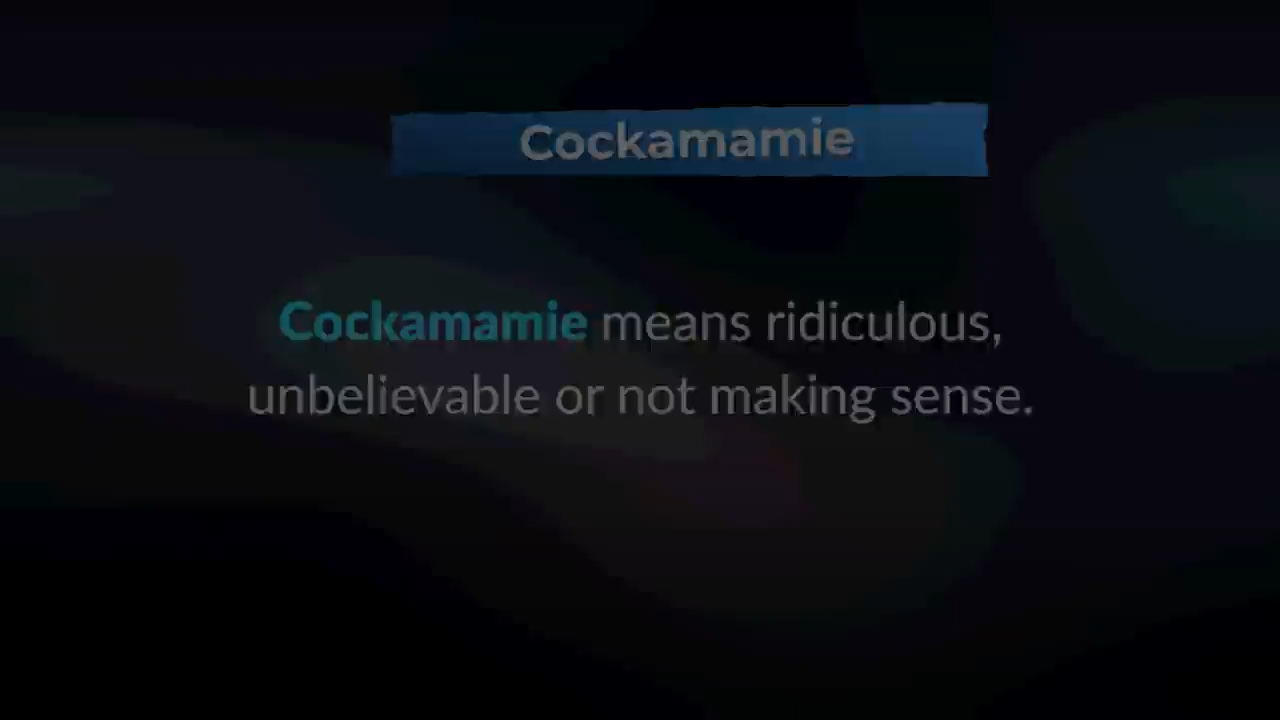 Cockamamie
Cockamamie means ridiculous,
unbelievable or not making sense.